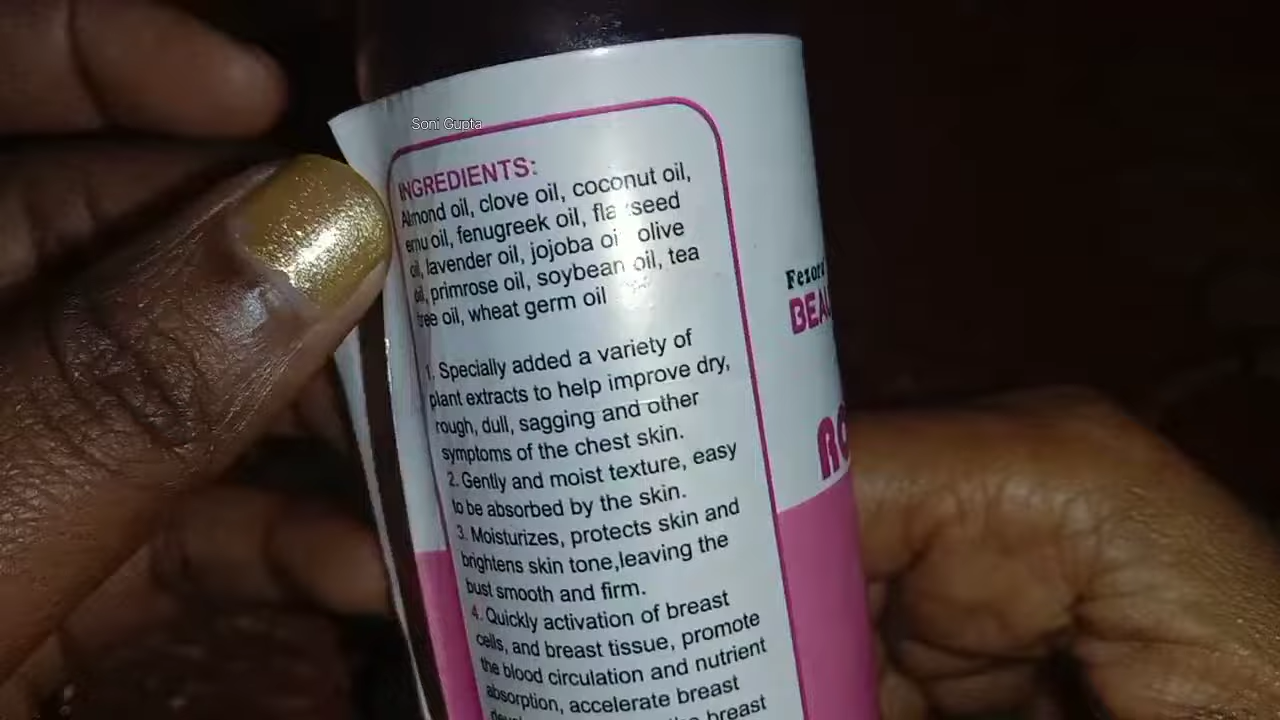 Soni Gupta
INGREDIENTS:
Almond oil, clove oil, coconut oil,
emu oil, fenugreek oil, flaxseed
oil, lavender oil, jojoba oil olive
oil, primrose oil, soybean oil, tea
tree oil, wheat germ oil
1. Specially added a variety of
plant extracts to help improve dry,
rough, dull, sagging and other
symptoms of the chest skin.
2. Gently and moist texture, easy
to be absorbed by the skin.
3. Moisturizes, protects skin and
brightens skin tone,leaving the
bust smooth and firm.
4. Quickly activation of breast
cells, and breast tissue, promote
the blood circulation and nutrient
absorption, accelerate breast
breast